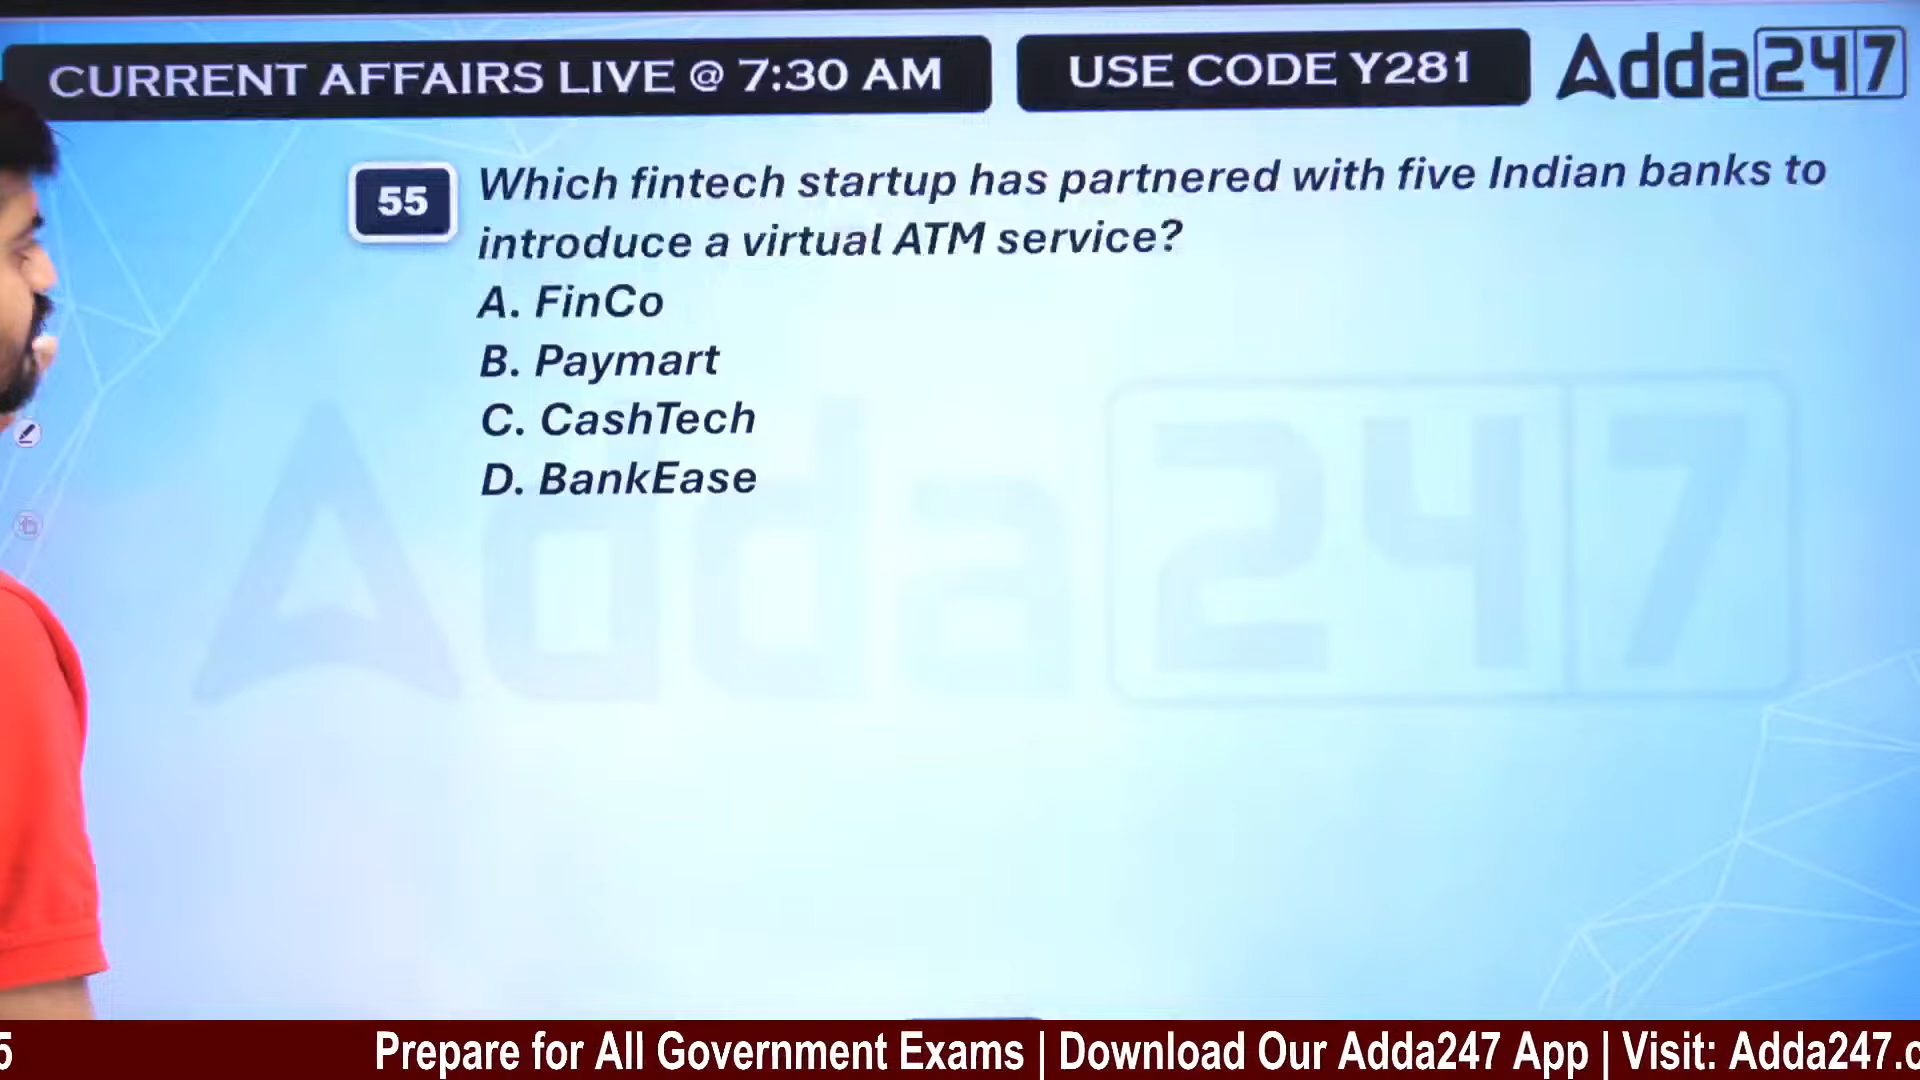 CURRENT AFFAIRS LIVE @ 7:30 AM
USE CODE Y281
Adda247
55
Which fintech startup has partnered with five Indian banks to
introduce a virtual ATM service?
A. FinCo
B. Paymart
C. CashTech
D. BankEase
Adda247
5
Prepare for All Government Exams | Download Our Adda247 App | Visit: Adda247.c